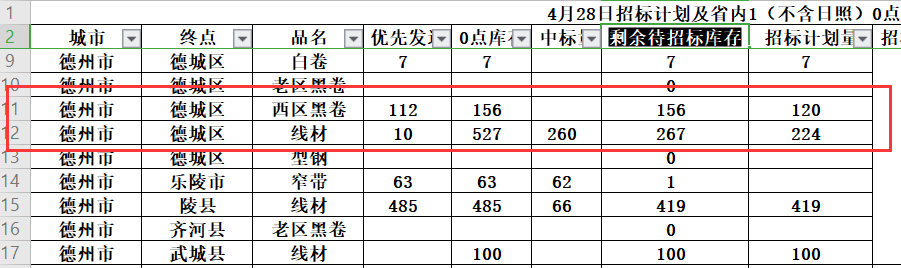 1 4月28日招标计划及省内1（不含日照）0点
2 城市 终点 品名 优先发 0点库 中标 剩余待招标库存 招标计划量 招
9 德州市 德城区 白卷 7 7 7 7
10 德州市 德城区 老区黑卷 0
11 德州市 德城区 西区黑卷 112 156 156 120
12 德州市 德城区 线材 10 527 260 267 224
13 德州市 德城区 型钢 0
14 德州市 乐陵市 窄带 63 63 62 1
15 德州市 陵县 线材 485 485 66 419 419
16 德州市 齐河县 老区黑卷 0
17 德州市 武城县 线材 100 100 100